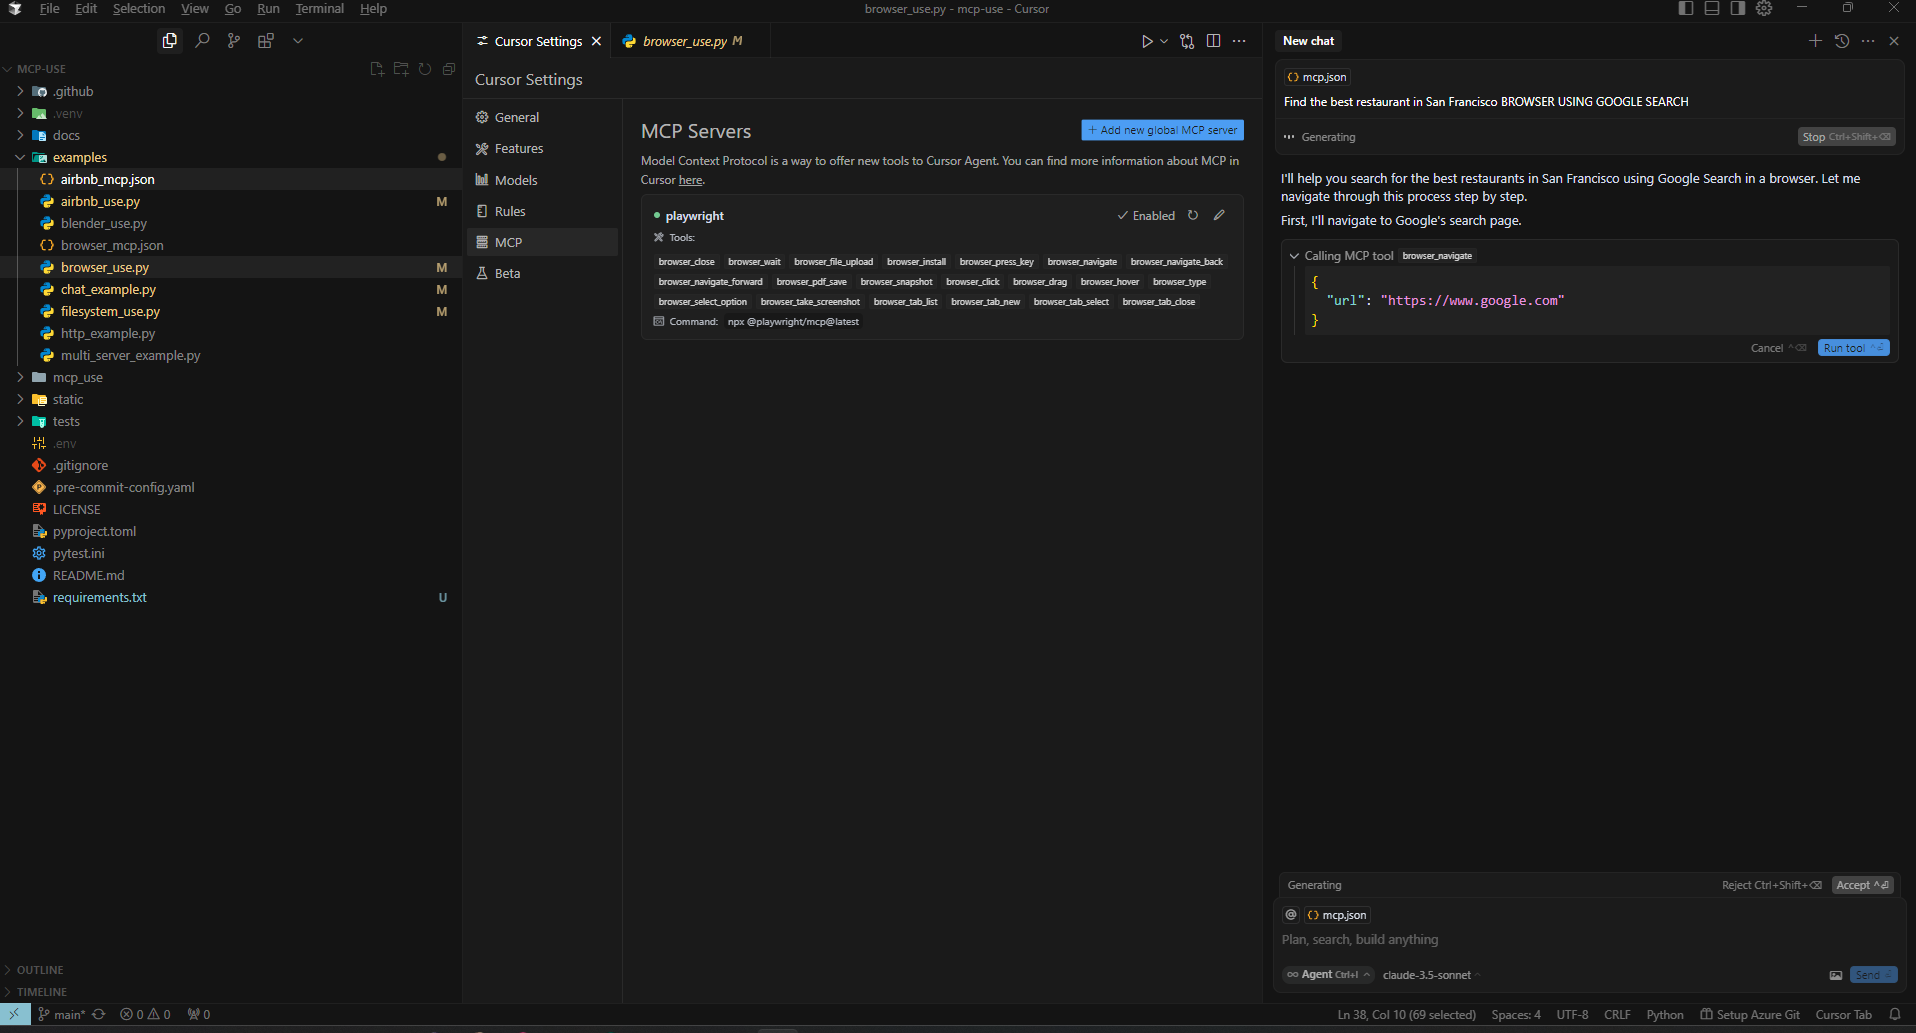 File Edit Selection View Go Run Terminal Help
browser_use.py - mcp-use - Cursor
MCP-USE
.github
.venv
docs
examples
airbnb_mcp.json
airbnb_use.py M
blender_use.py
browser_mcp.json
browser_use.py M
chat_example.py M
filesystem_use.py M
http_example.py
multi_server_example.py
mcp_use
static
tests
.env
.gitignore
.pre-commit-config.yaml
LICENSE
pyproject.toml
pytest.ini
README.md
requirements.txt U
OUTLINE
TIMELINE
Cursor Settings
browser_use.py M
Cursor Settings
General
Features
Models
Rules
MCP
Beta
MCP Servers
+ Add new global MCP server
Model Context Protocol is a way to offer new tools to Cursor Agent. You can find more information about MCP in
Cursor here.
playwright
Enabled
Tools:
browser_close browser_wait browser_file_upload browser_install browser_press_key browser_navigate browser_navigate_back
browser_navigate_forward browser_pdf_save browser_snapshot browser_click browser_drag browser_hover browser_type
browser_select_option browser_take_screenshot browser_tab_list browser_tab_new browser_tab_select browser_tab_close
Command: npx @playwright/mcp@latest
New chat
{} mcp.json
Find the best restaurant in San Francisco BROWSER USING GOOGLE SEARCH
Generating
Stop Ctrl+Shift+⌫
I'll help you search for the best restaurants in San Francisco using Google Search in a browser. Let me
navigate through this process step by step.
First, I'll navigate to Google's search page.
Calling MCP tool browser_navigate
{
"url": "https://www.google.com"
}
Cancel ^⌫
Run tool ^⏎
Generating
Reject Ctrl+Shift+⌫
Accept ^⏎
@ {} mcp.json
Plan, search, build anything
∞ Agent Ctrl+I
claude-3.5-sonnet
Send
main* 0 0 0
Ln 38, Col 10 (69 selected) Spaces: 4 UTF-8 CRLF Python Setup Azure Git Cursor Tab